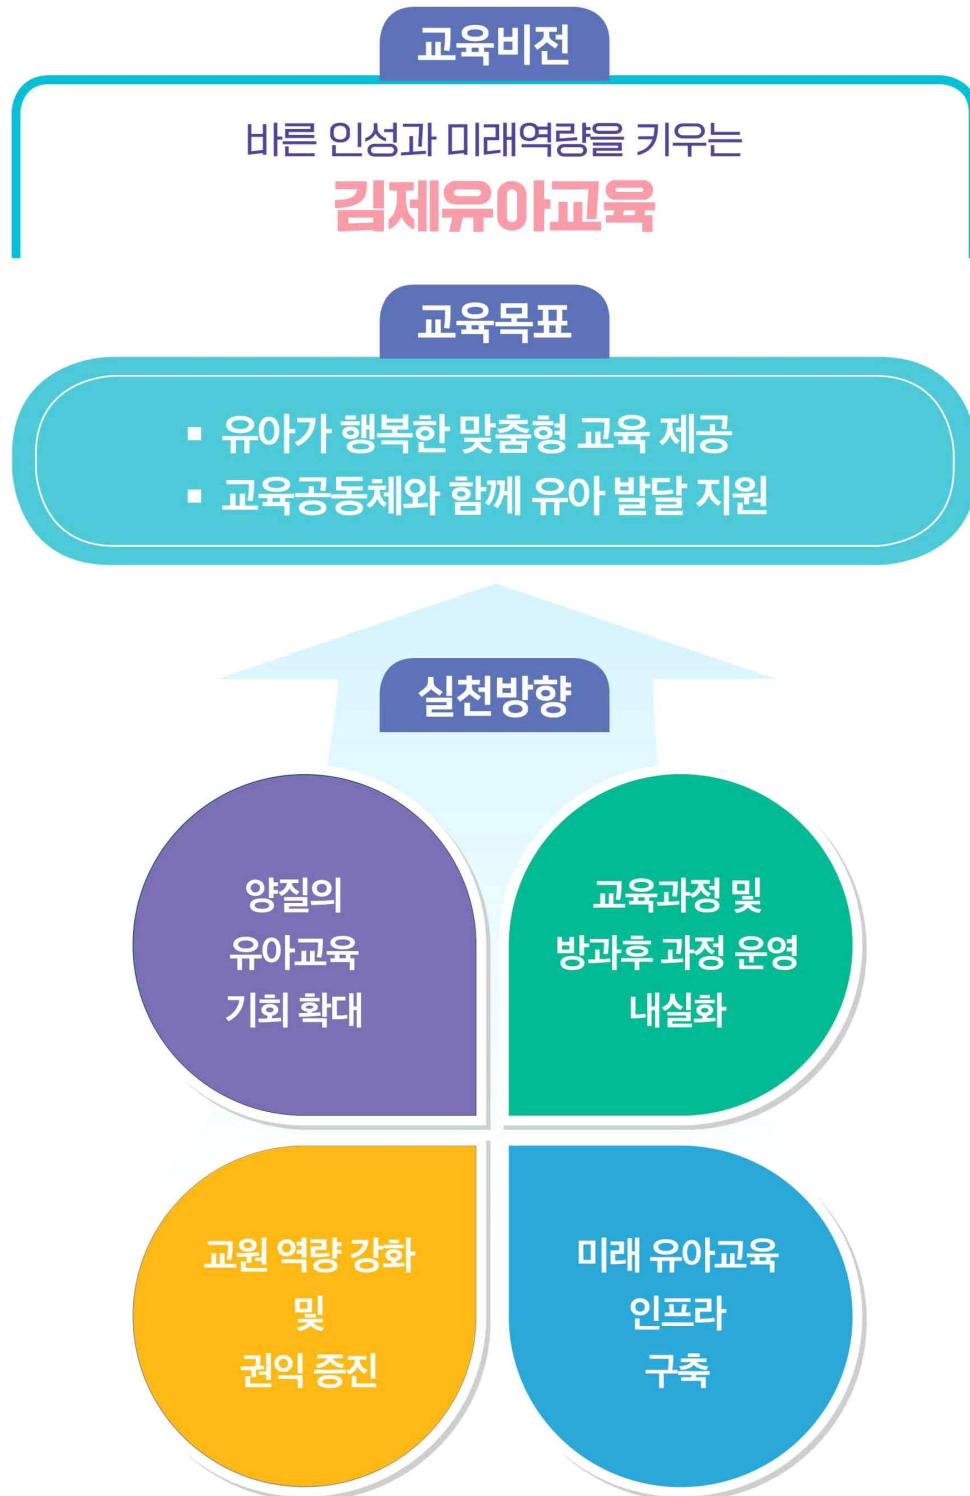 교육비전
바른 인성과 미래역량을 키우는
김제유아교육
교육목표
▪ 유아가 행복한 맞춤형 교육 제공
▪ 교육공동체와 함께 유아 발달 지원
실천방향
양질의
유아교육
기회 확대
교육과정 및
방과후 과정 운영
내실화
교원 역량 강화
및
권익 증진
미래 유아교육
인프라
구축